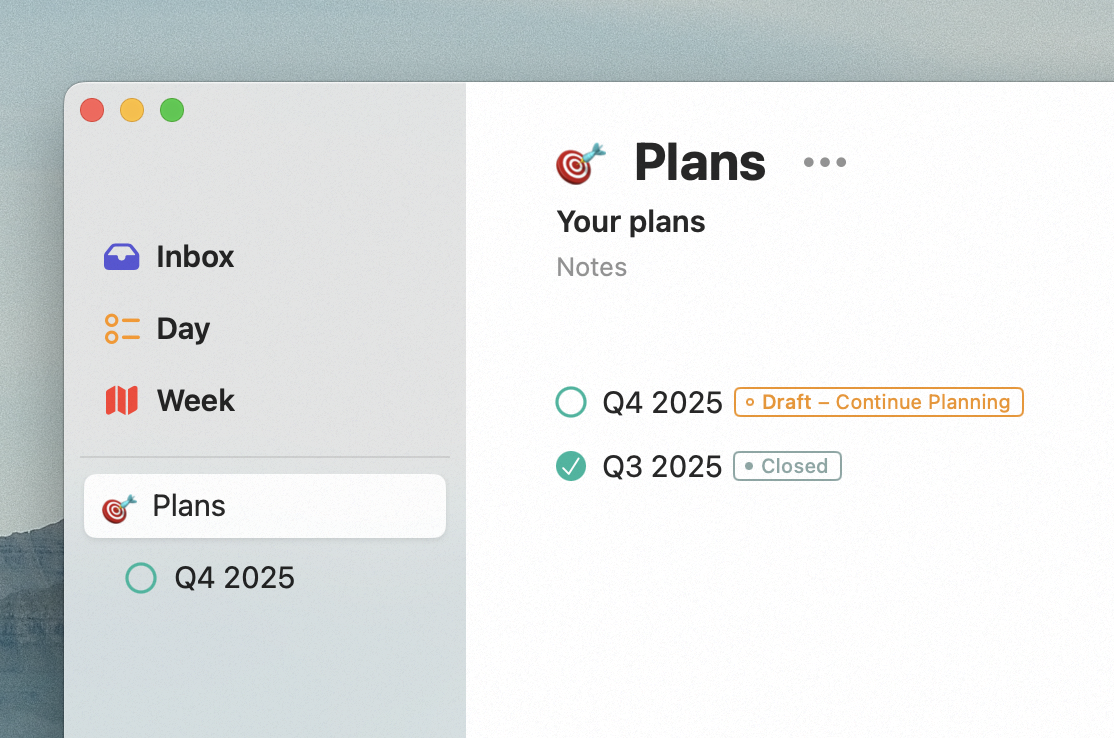 Inbox
Day
Week
Plans
Q4 2025
Plans
Your plans
Notes
Q4 2025 Draft – Continue Planning
Q3 2025 Closed